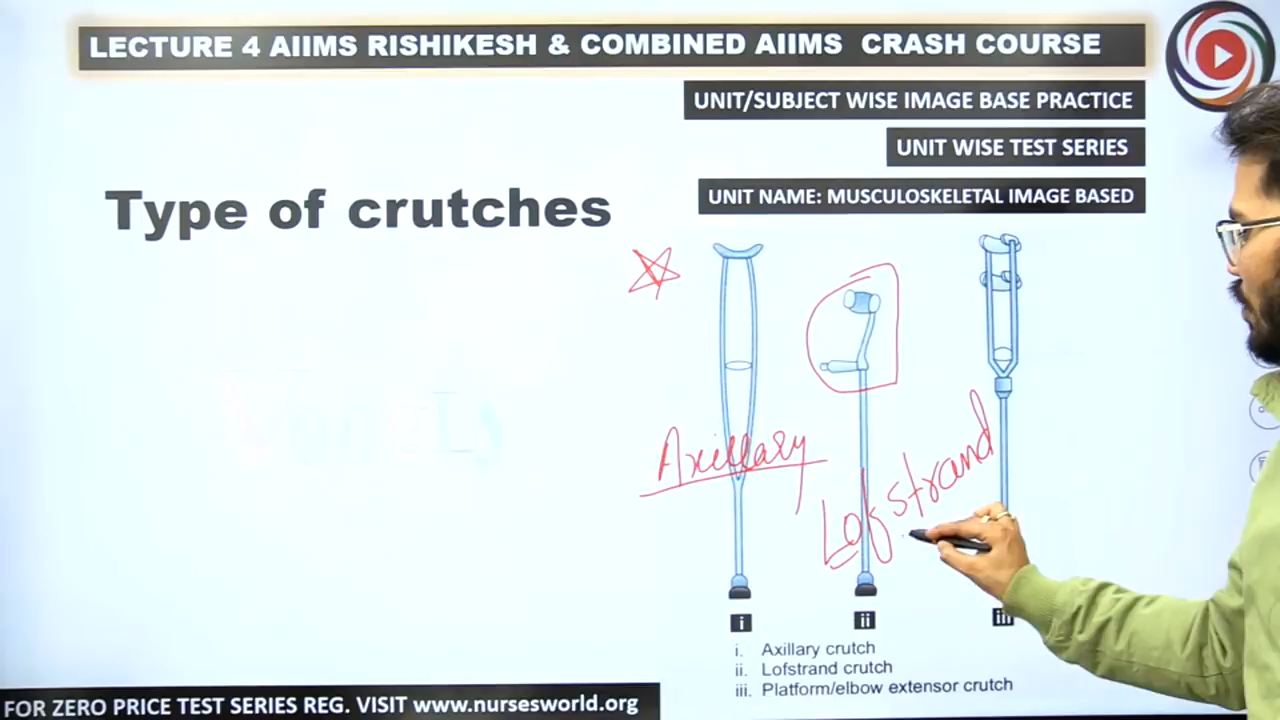 LECTURE 4 AIIMS RISHIKESH & COMBINED AIIMS CRASH COURSE
UNIT/SUBJECT WISE IMAGE BASE PRACTICE
UNIT WISE TEST SERIES
UNIT NAME: MUSCULOSKELETAL IMAGE BASED
Type of crutches
Axillary
Lofstrand
i
ii
iii
i. Axillary crutch
ii. Lofstrand crutch
iii. Platform/elbow extensor crutch
FOR ZERO PRICE TEST SERIES REG. VISIT www.nursesworld.org